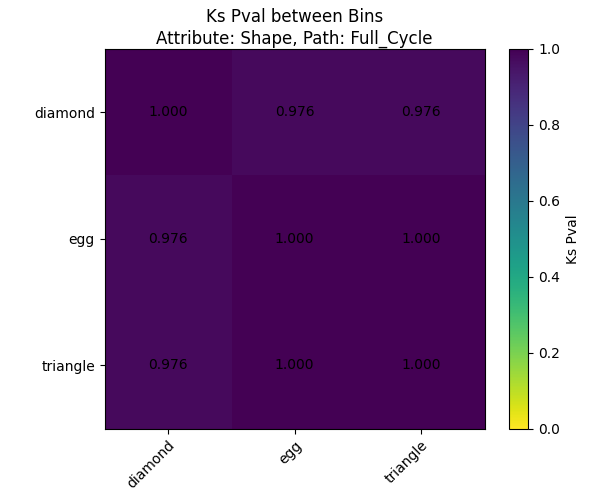 Ks Pval between Bins
Attribute: Shape, Path: Full_Cycle
diamond
1.000 0.976 0.976
egg
0.976 1.000 1.000
triangle
0.976 1.000 1.000
diamond
egg
triangle
1.0
0.8
0.6
0.4
0.2
0.0
Ks Pval